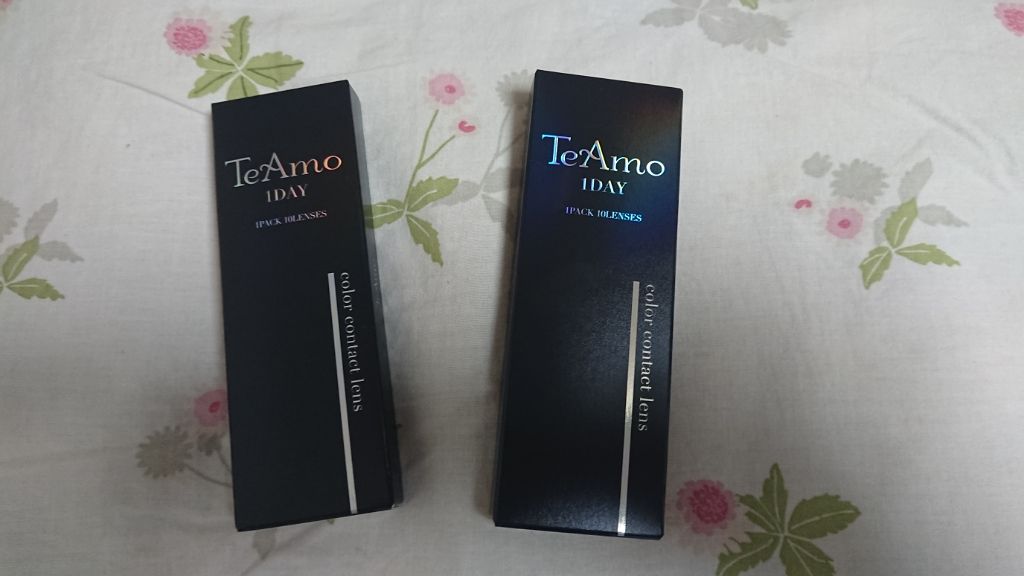 TeAmo
1DAY
1PACK 10LENSES
color contact lens
TeAmo
1DAY
1PACK 10LENSES
color contact lens